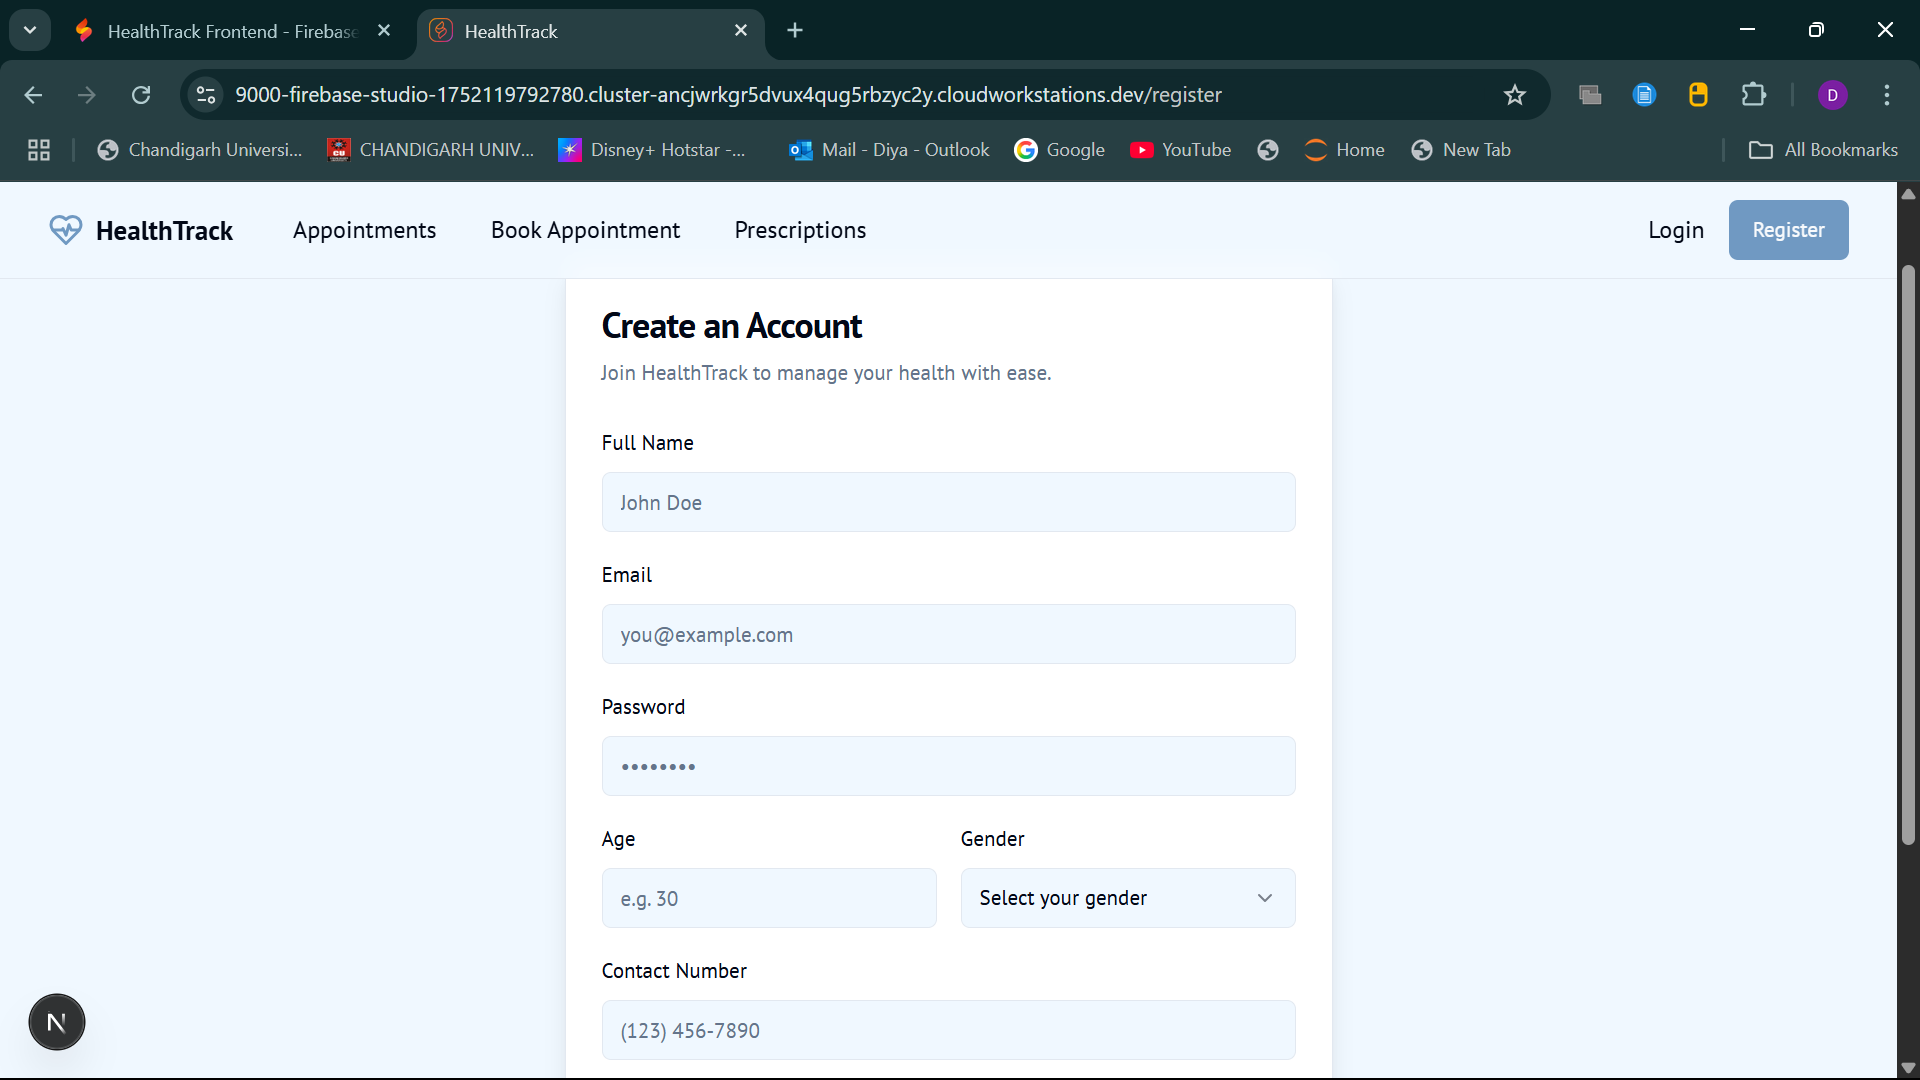 HealthTrack Frontend - Firebase
HealthTrack
9000-firebase-studio-1752119792780.cluster-ancjwrkgr5dvux4qug5rbzyc2y.cloudworkstations.dev/register
D
Chandigarh Universi...
CHANDIGARH UNIV...
Disney+ Hotstar -...
Mail - Diya - Outlook
Google
YouTube
Home
New Tab
All Bookmarks
HealthTrack
Appointments
Book Appointment
Prescriptions
Login
Register
Create an Account
Join HealthTrack to manage your health with ease.
Full Name
John Doe
Email
you@example.com
Password
••••••••
Age
Gender
e.g. 30
Select your gender
Contact Number
(123) 456-7890
N